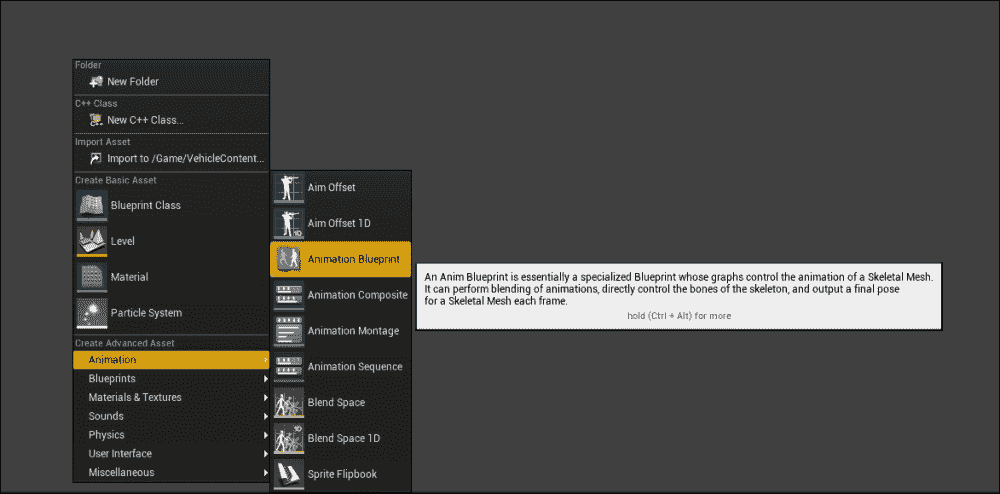 Folder
New Folder
C++ Class
New C++ Class...
Import Asset
Import to /Game/VehicleContent...
Create Basic Asset
Blueprint Class
Level
Material
Particle System
Create Advanced Asset
Animation
Blueprints
Materials & Textures
Sounds
Physics
User Interface
Miscellaneous
Aim Offset
1D
Aim Offset 1D
Animation Blueprint
Animation Composite
Animation Montage
Animation Sequence
Blend Space
1D
Blend Space 1D
Sprite Flipbook
An Anim Blueprint is essentially a specialized Blueprint whose graphs control the animation of a Skeletal Mesh.
It can perform blending of animations, directly control the bones of the skeleton, and output a final pose
for a Skeletal Mesh each frame.
hold (Ctrl + Alt) for more